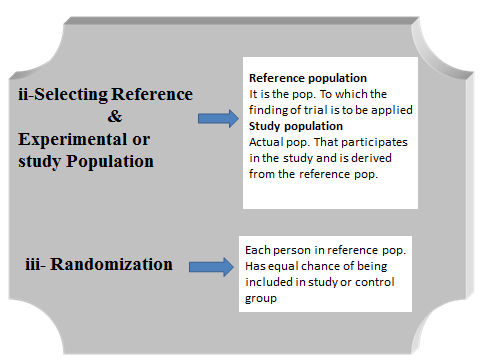 ii-Selecting Reference
&
Experimental or
study Population
Reference population
It is the pop. To which the
finding of trial is to be applied
Study population
Actual pop. That participates
in the study and is derived
from the reference pop.
iii- Randomization
Each person in reference pop.
Has equal chance of being
included in study or control
group